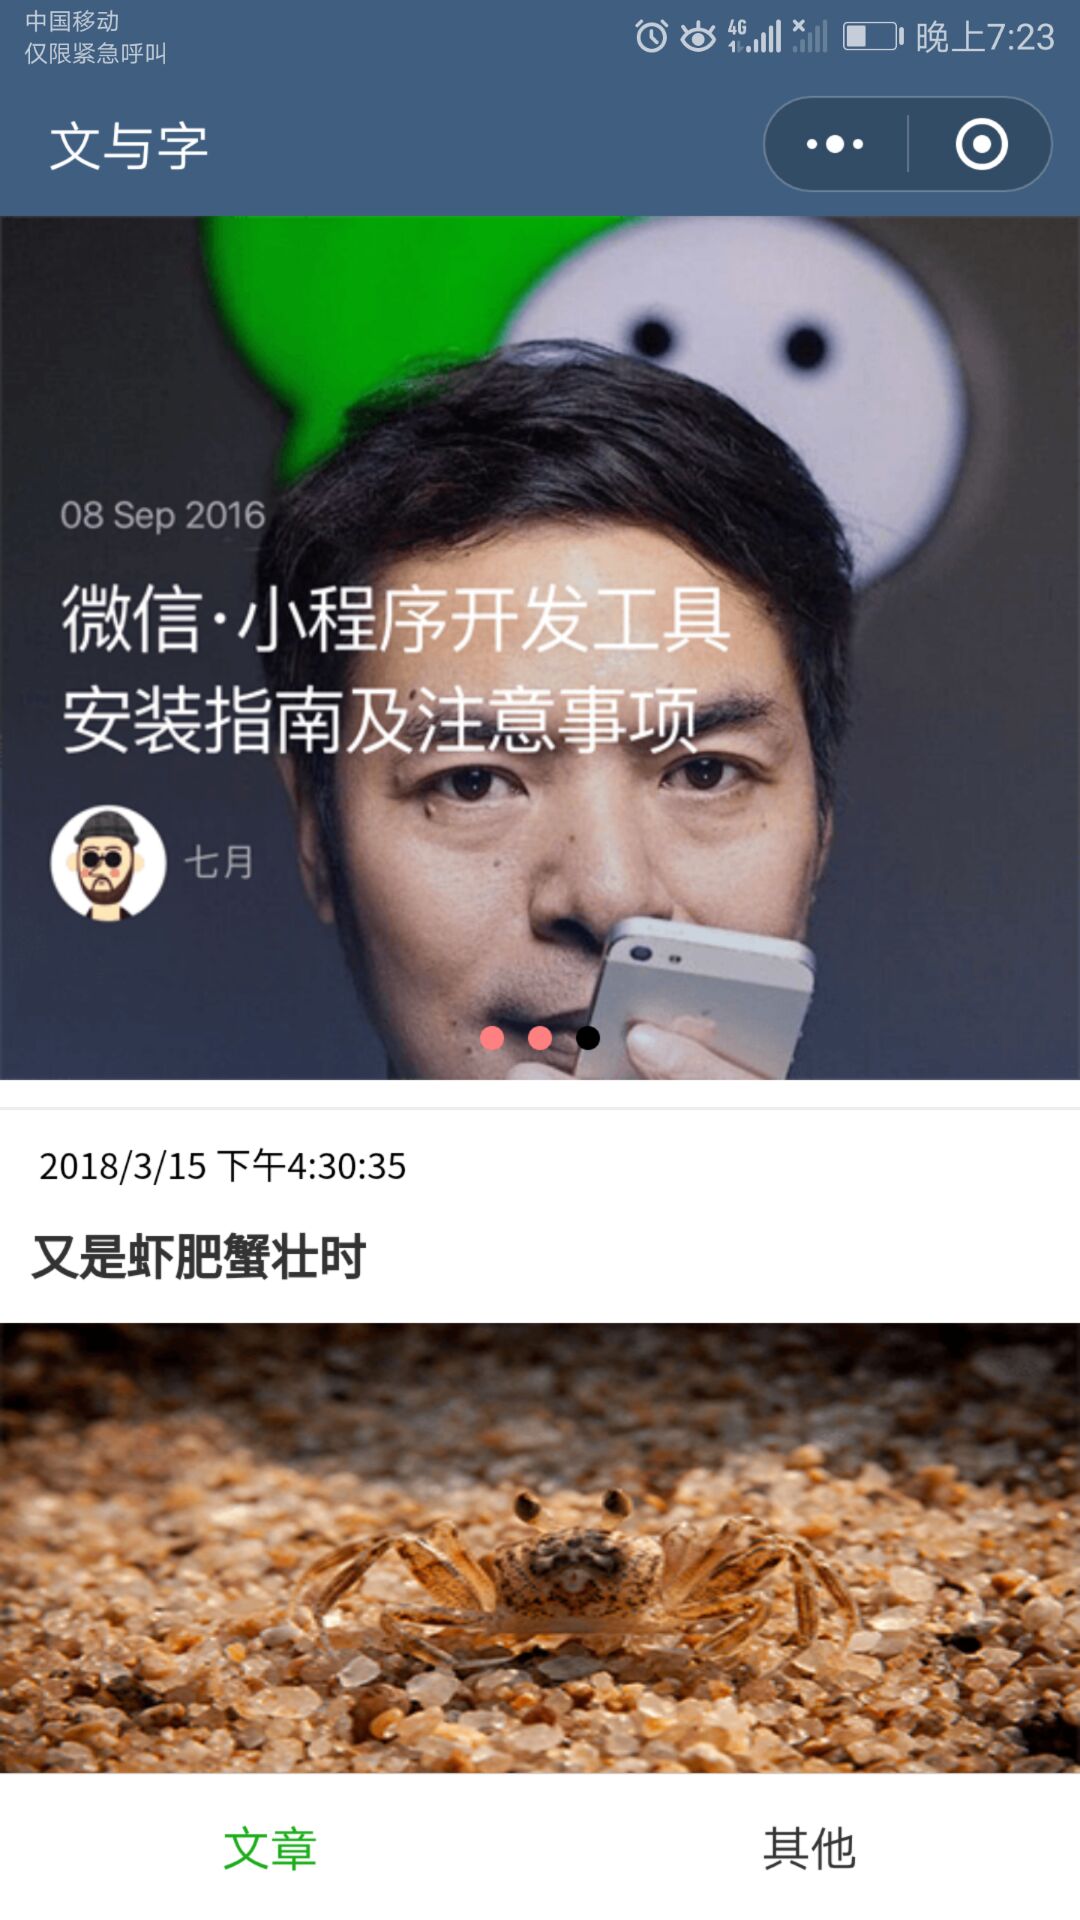 中国移动
仅限紧急呼叫
4G
晚上7:23
文与字
08 Sep 2016
微信·小程序开发工具
安装指南及注意事项
七月
2018/3/15 下午4:30:35
又是虾肥蟹壮时
文章
其他